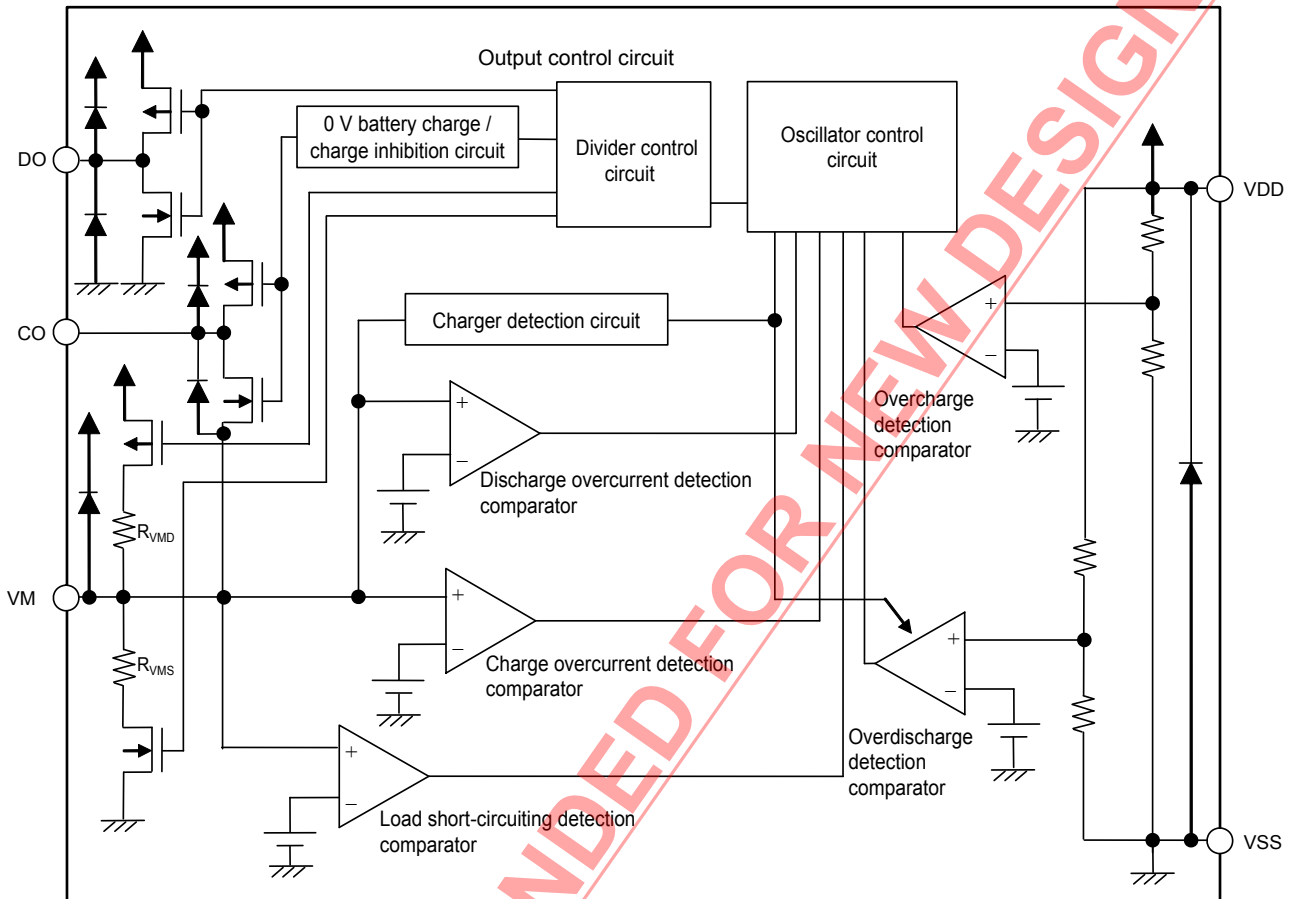 Output control circuit
0 V battery charge /
charge inhibition circuit
Divider control
circuit
Oscillator control
circuit
DO
VDD
CO
Charger detection circuit
+
−
Overcharge
detection
comparator
+
−
Discharge overcurrent detection
comparator
RVMD
VM
+
−
Charge overcurrent detection
comparator
RVMS
+
−
Overdischarge
detection
comparator
+
−
Load short-circuiting detection
comparator
VSS
NDED FOR NEW DESIGN